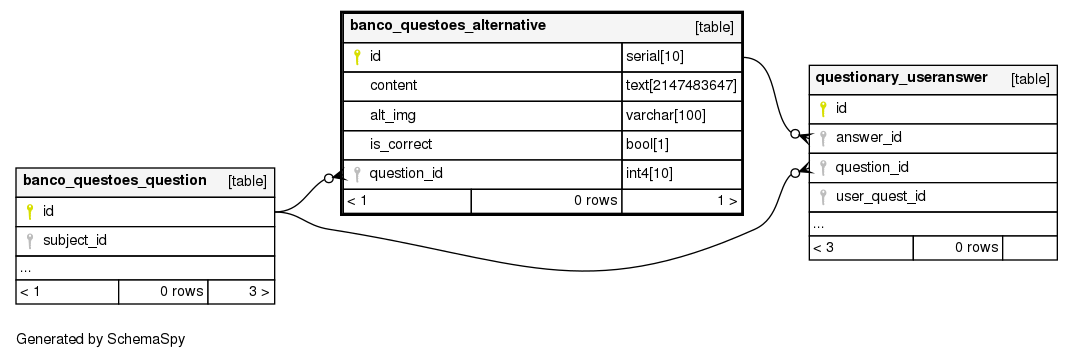 banco_questoes_alternative [table]
id serial[10]
content text[2147483647]
alt_img varchar[100]
is_correct bool[1]
question_id int4[10]
< 1 0 rows 1 >
questionary_useranswer [table]
id
answer_id
question_id
user_quest_id
...
< 3 0 rows
banco_questoes_question [table]
id
subject_id
...
< 1 0 rows 3 >
Generated by SchemaSpy